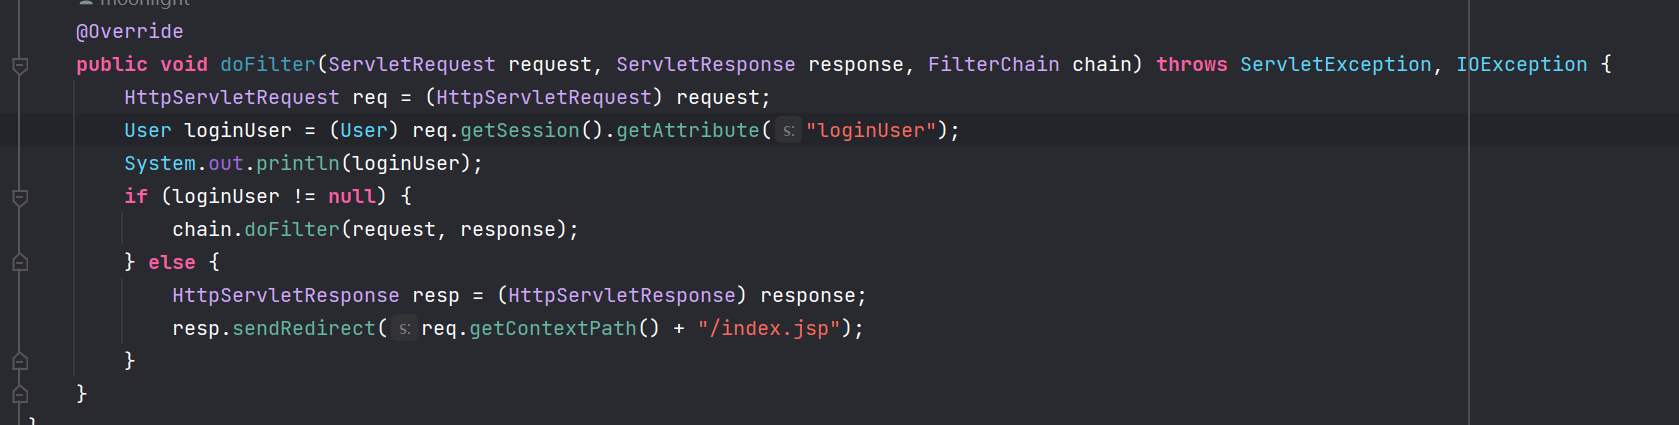 moonlight
@Override
public void doFilter(ServletRequest request, ServletResponse response, FilterChain chain) throws ServletException, IOException {
HttpServletRequest req = (HttpServletRequest) request;
User loginUser = (User) req.getSession().getAttribute( s: "loginUser");
System.out.println(loginUser);
if (loginUser != null) {
chain.doFilter(request, response);
} else {
HttpServletResponse resp = (HttpServletResponse) response;
resp.sendRedirect( s: req.getContextPath() + "/index.jsp");
}
}
}